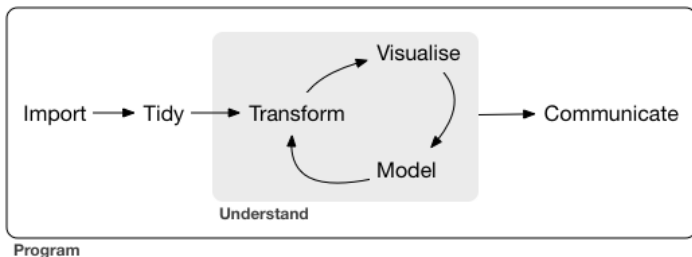 Visualise
Import Tidy Transform Communicate
Model
Understand
Program